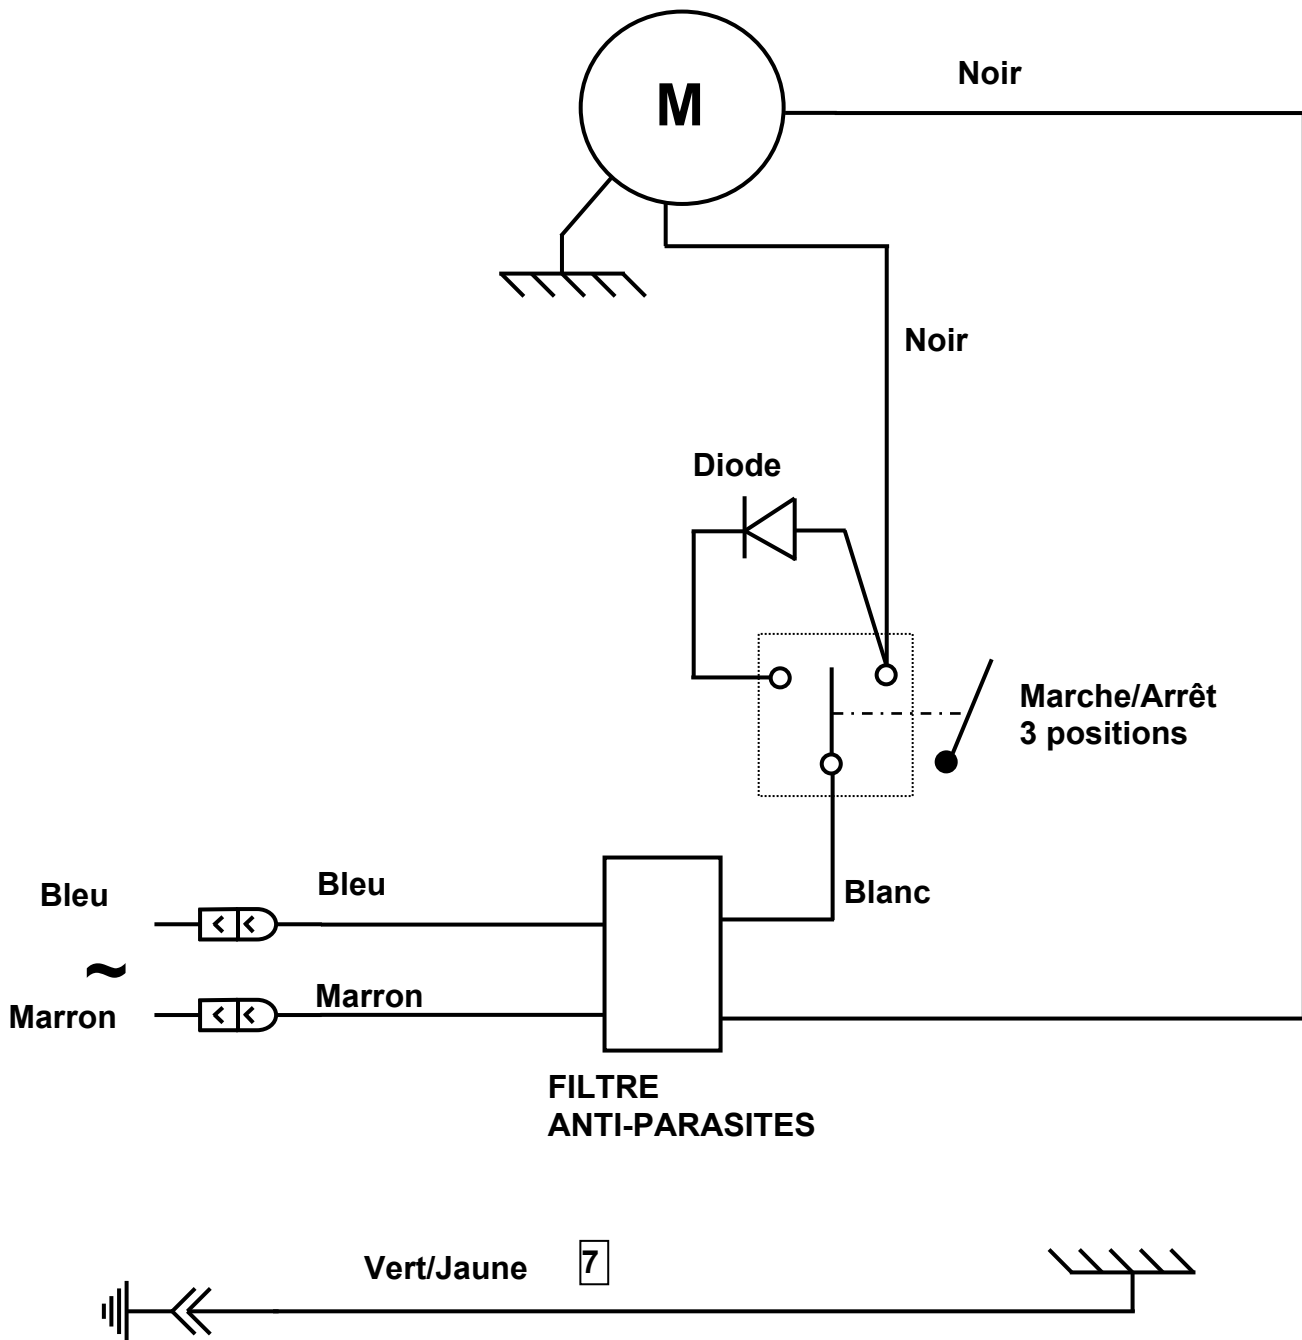 M
Noir
Noir
Diode
Marche/Arrêt
3 positions
Bleu
Bleu
Blanc
~
Marron
Marron
FILTRE
ANTI-PARASITES
Vert/Jaune
7